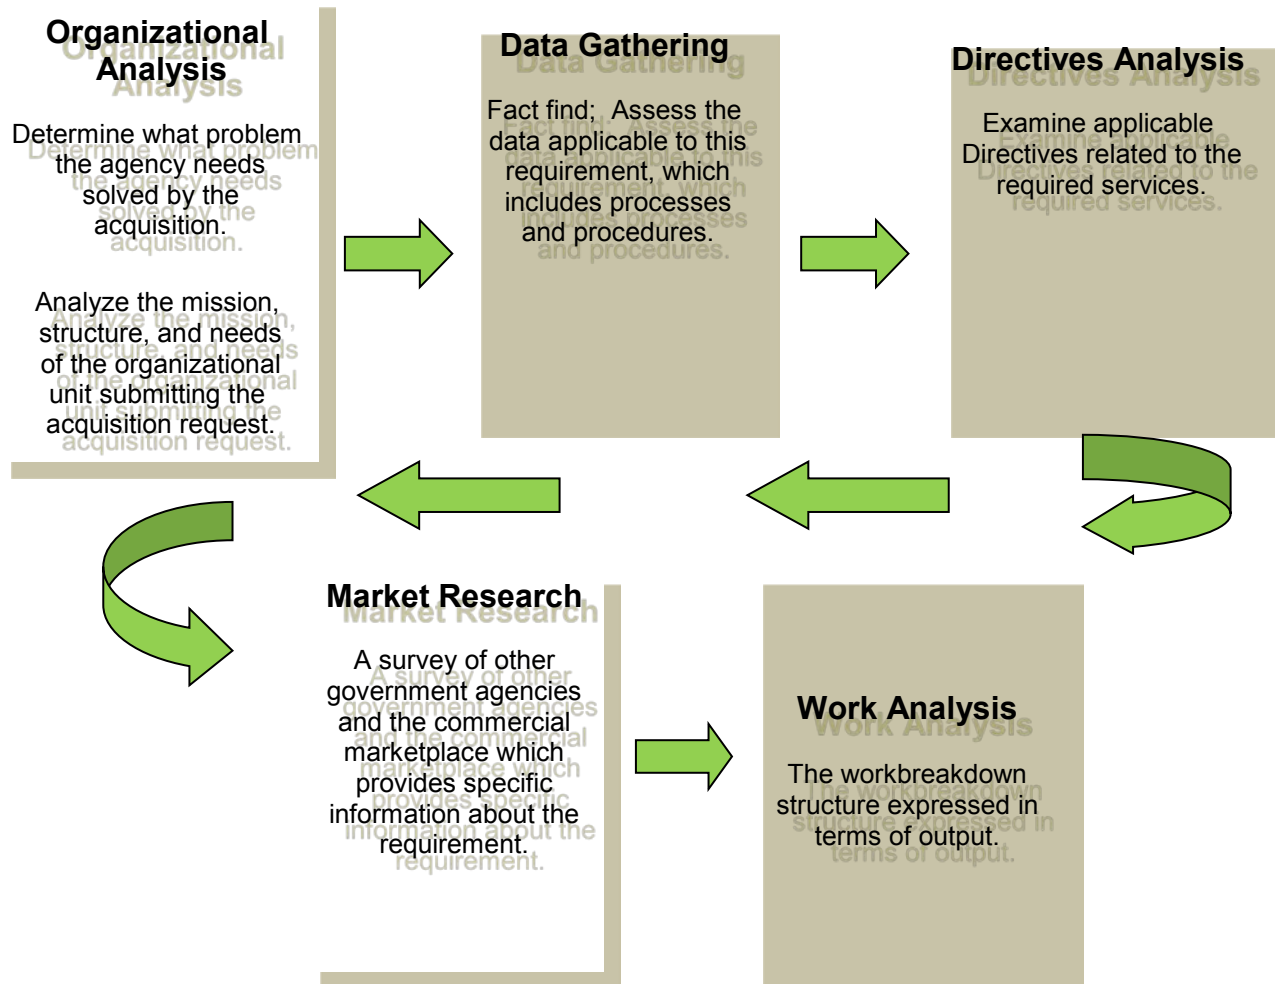 Organizational
Analysis
Determine what problem
the agency needs
solved by the
acquisition.
Analyze the mission,
structure, and needs
of the organizational
unit submitting the
acquisition request.
Data Gathering
Fact find;  Assess the
data applicable to this
requirement, which
includes processes
and procedures.
Directives Analysis
Examine applicable
Directives related to the
required services.
Market Research
A survey of other
government agencies
and the commercial
marketplace which
provides specific
information about the
requirement.
Work Analysis
The workbreakdown
structure expressed in
terms of output.